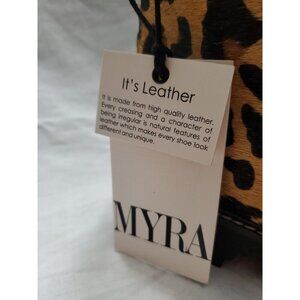 It's Leather
It is made from high quality leather.
Every creasing and a character of
being irregular is natural features of
leather which makes every shoe look
different and unique.
MYRA